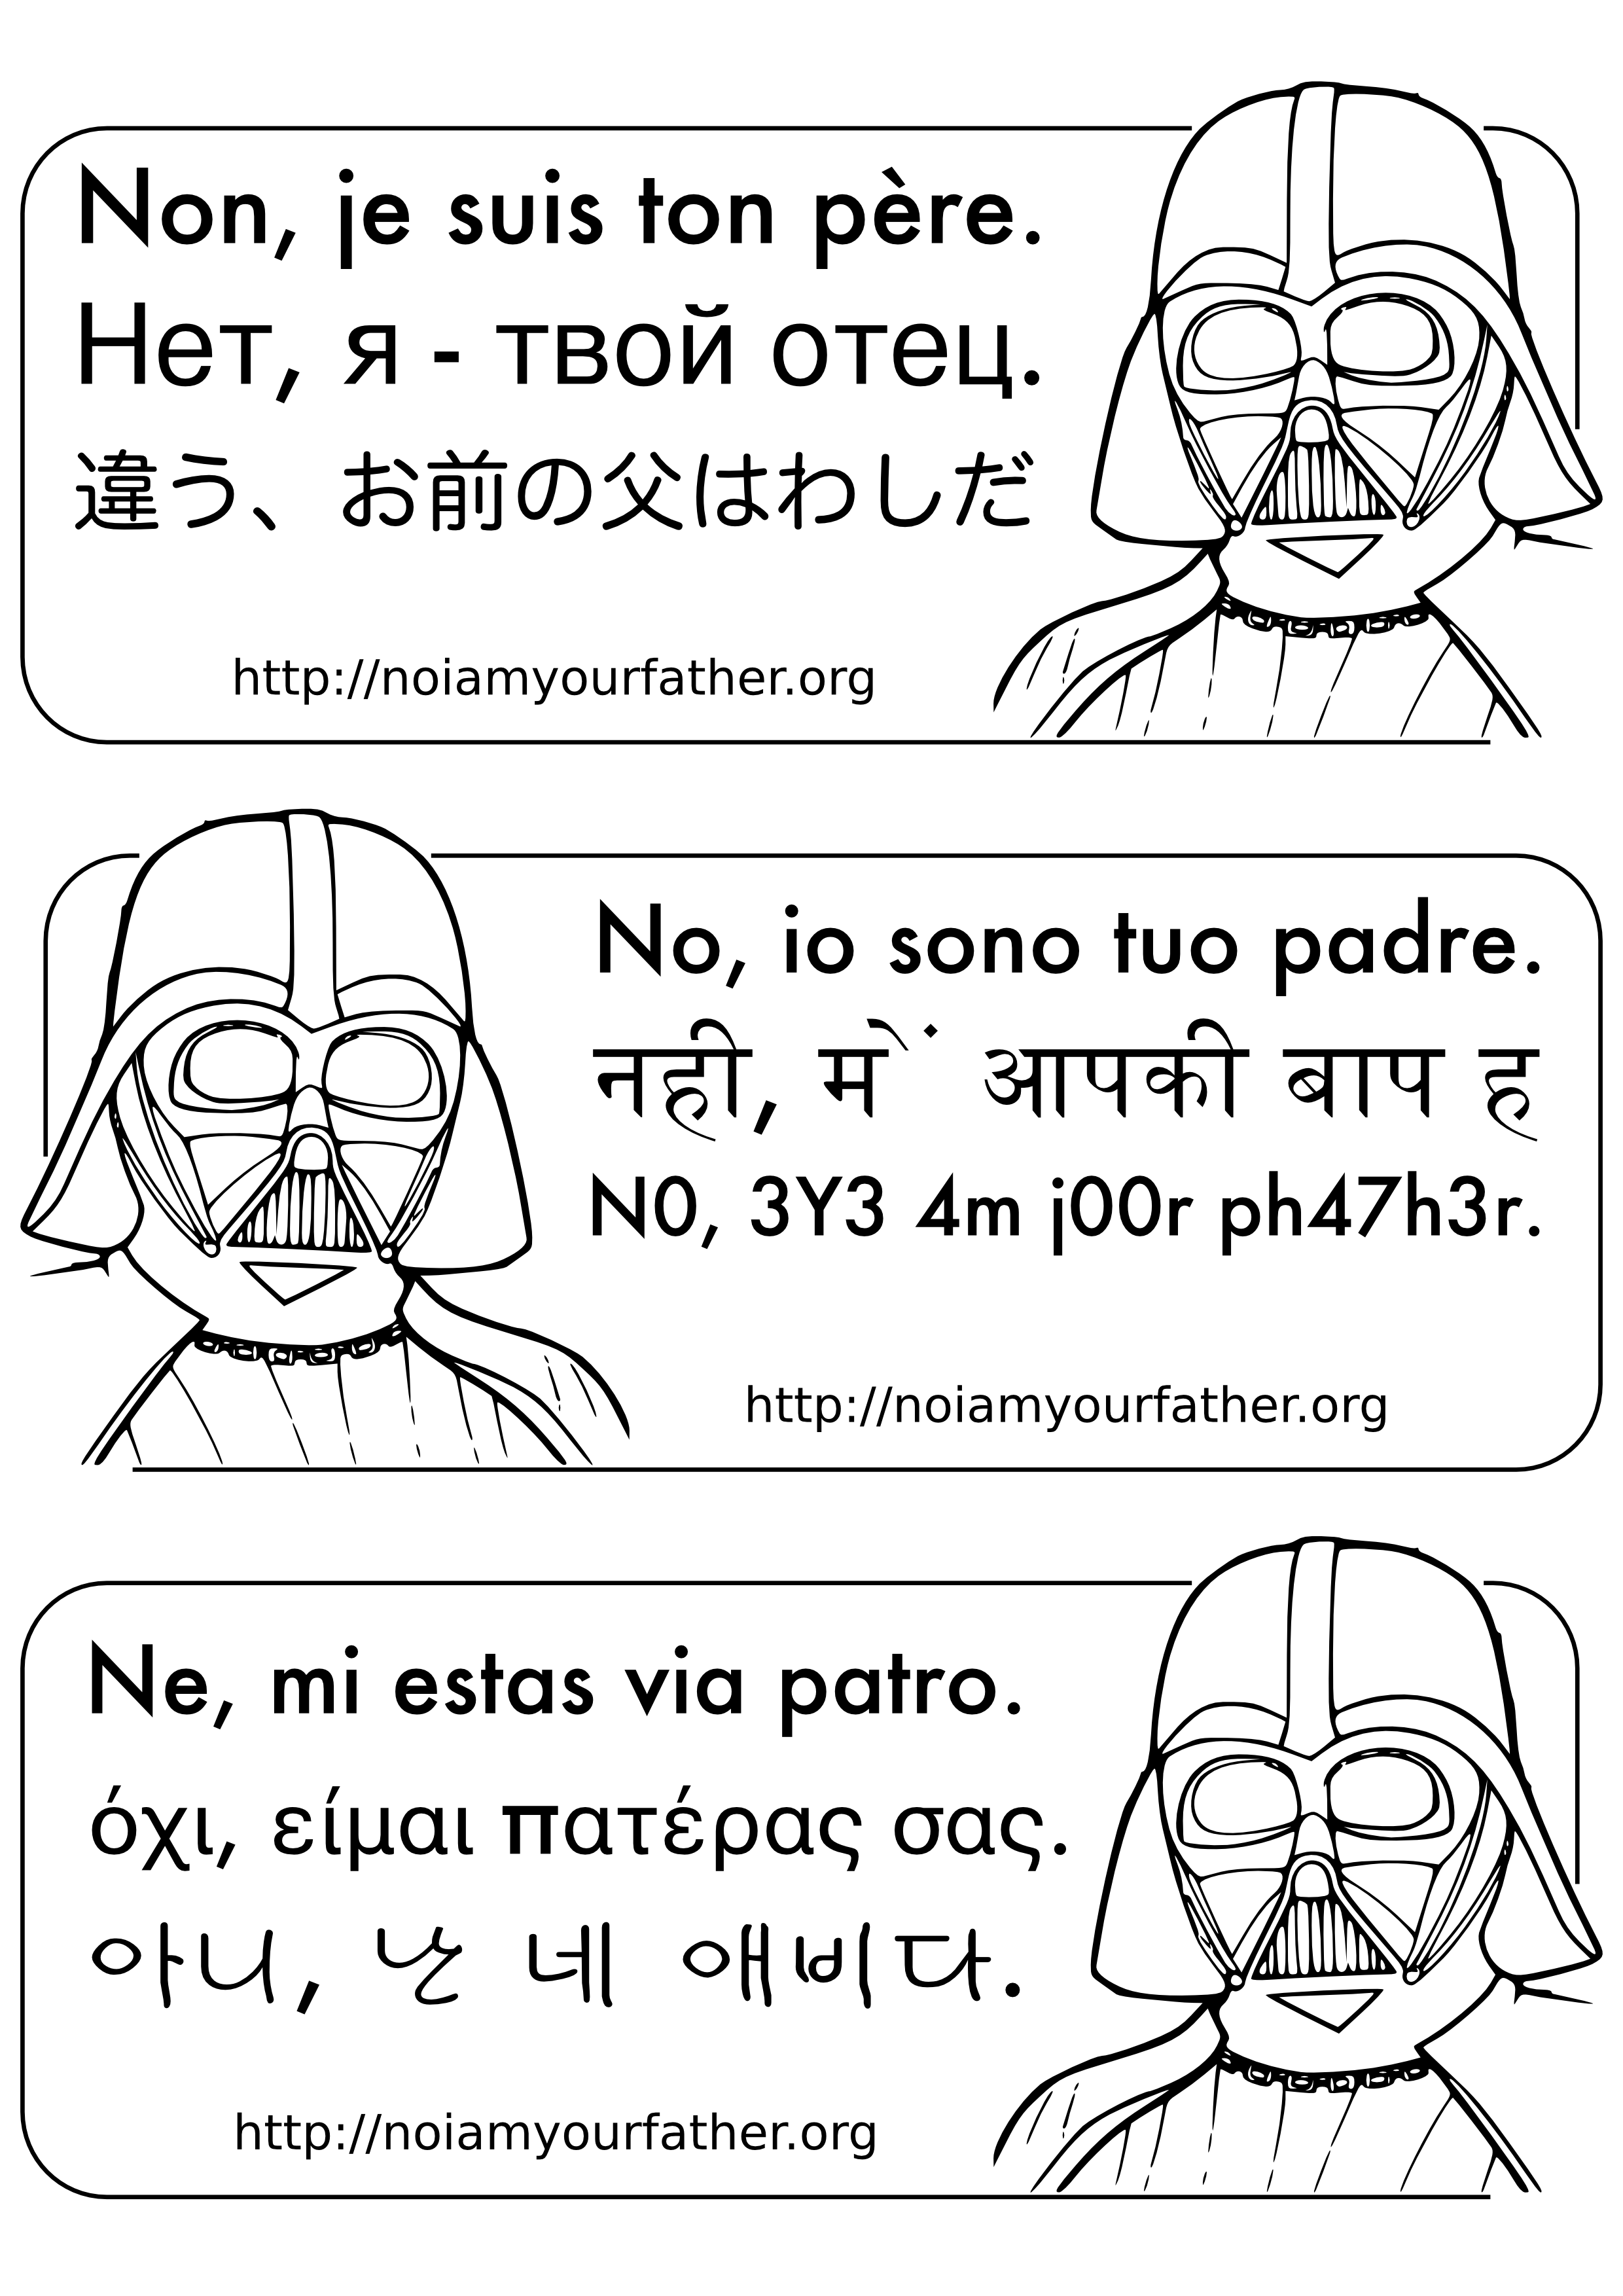 Non, je suis ton père.
Нет, я - твой отец.
違う、お前の父はわしだ
http://noiamyourfather.org
No, io sono tuo padre.
नही, में आपकी बाप ह
N0, 3Y3 4m j00r ph47h3r.
http://noiamyourfather.org
Ne, mi estas via patro.
όχι, είμαι πατέρας σας.
아니, 난 네 애비다.
http://noiamyourfather.org